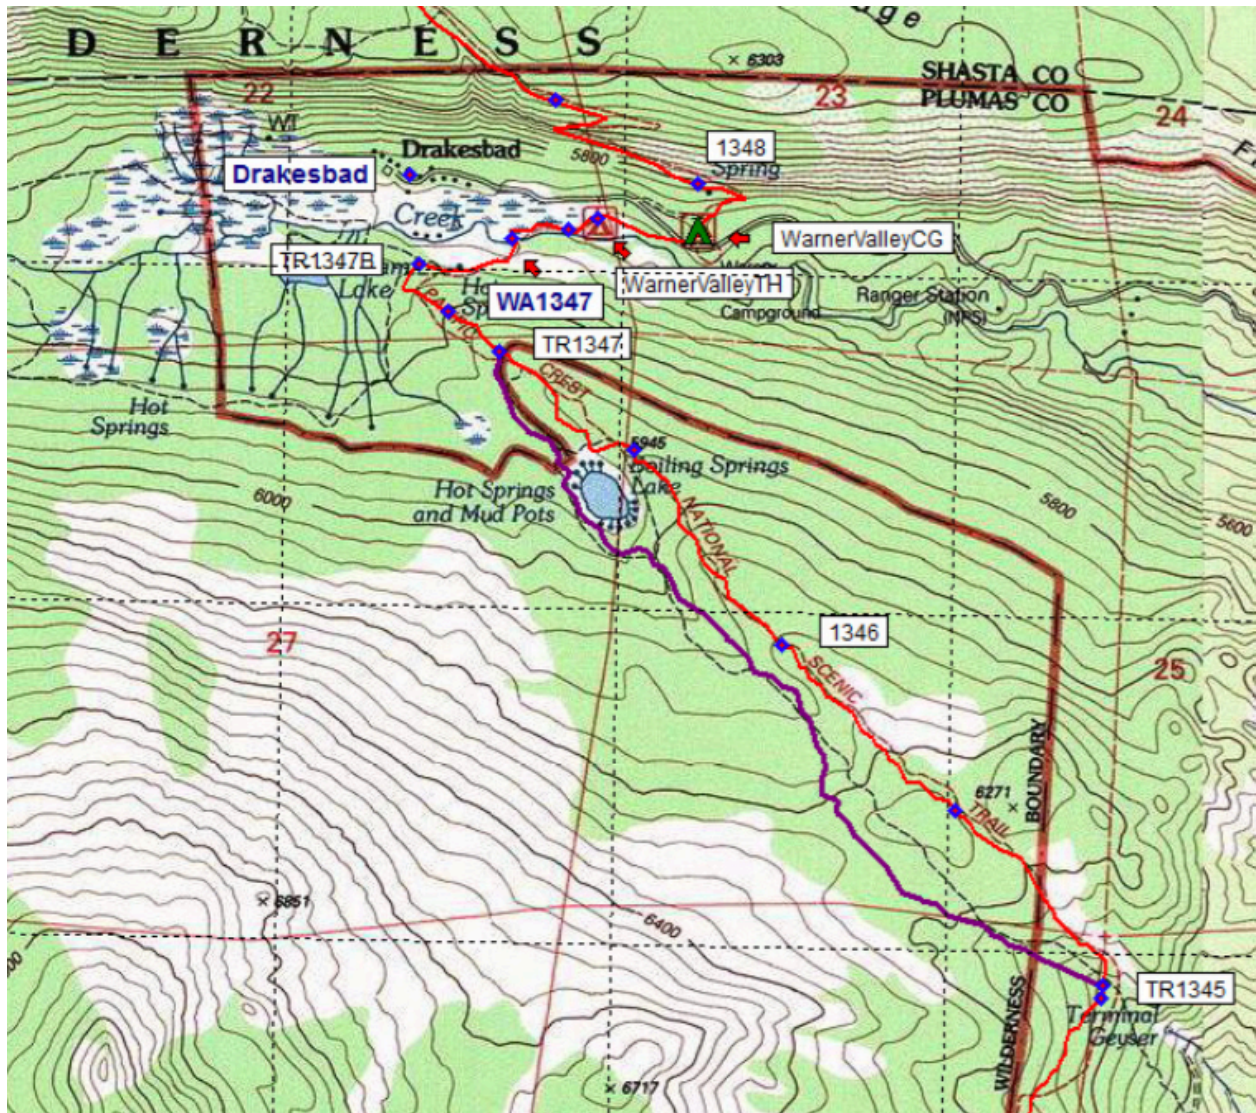 DERNESS
6303
SHASTA CO
PLUMAS CO
22
23
24
WT
Drakesbad
5800
1348
Spring
Drakesbad
Creek
WarnerValleyCG
TR1347B
Lake
WarnerValleyTH
WA1347
Campground
Ranger Station
(NPS)
TR1347
PACIFIC
CREST
Hot
Springs
5945
Boiling Springs
Lake
Hot Springs
and Mud Pots
6000
NATIONAL
5800
5600
1346
27
SCENIC
25
BOUNDARY
6271
TRAIL
6851
6400
WILDERNESS
TR1345
Terminal
Geyser
6717